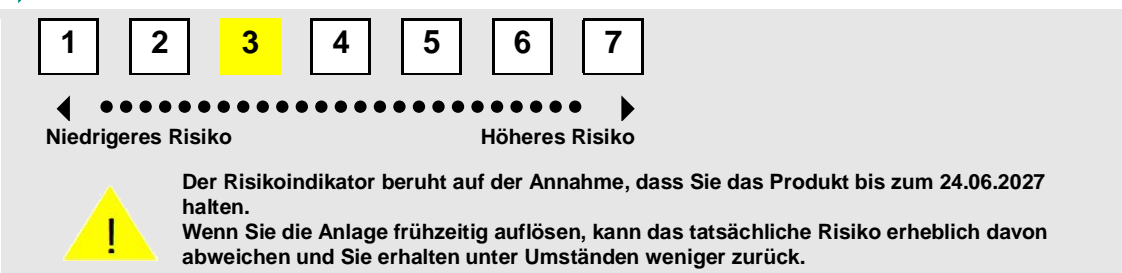 1 2 3 4 5 6 7
Niedrigeres Risiko Höheres Risiko
Der Risikoindikator beruht auf der Annahme, dass Sie das Produkt bis zum 24.06.2027
halten.
Wenn Sie die Anlage frühzeitig auflösen, kann das tatsächliche Risiko erheblich davon
abweichen und Sie erhalten unter Umständen weniger zurück.
!